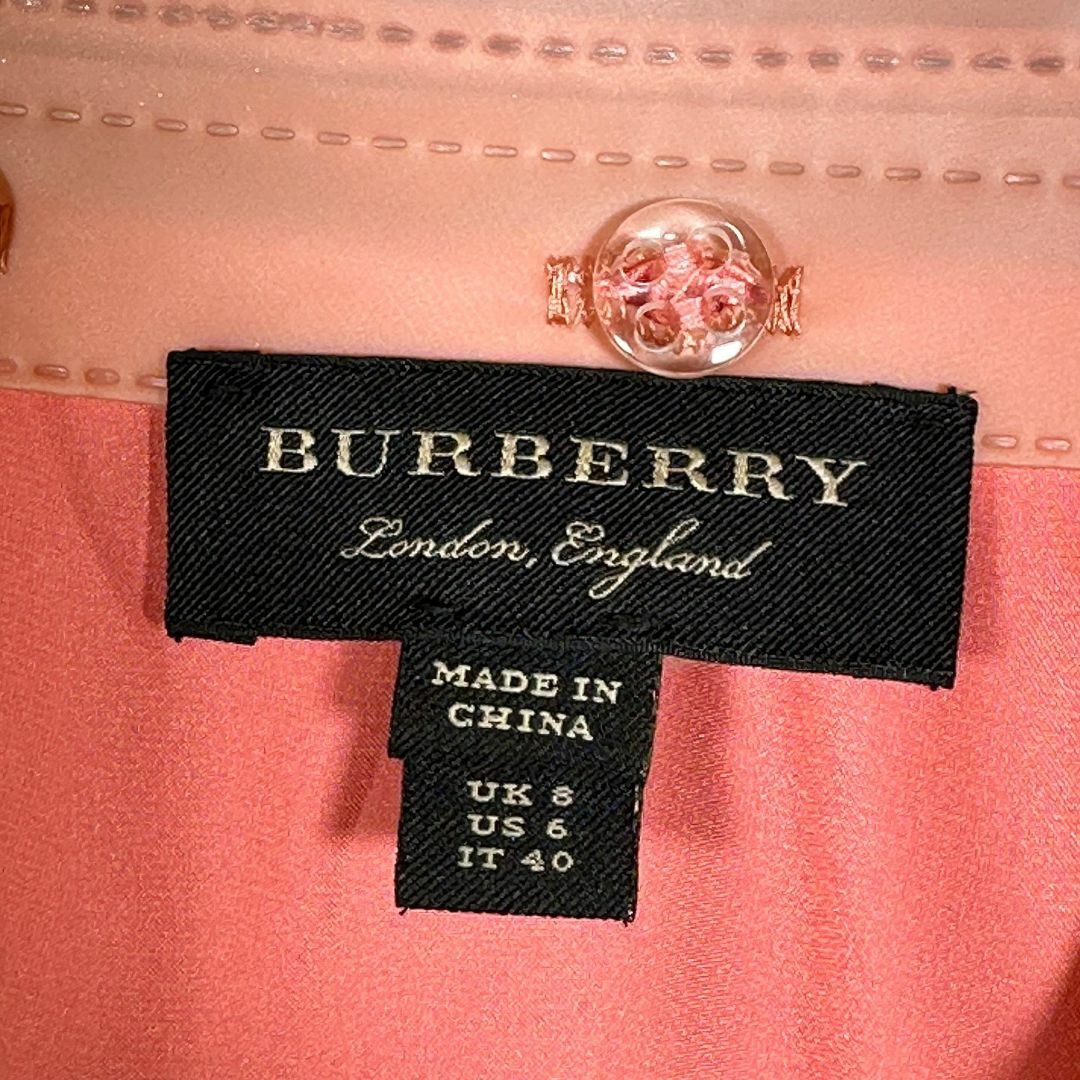 BURBERRY
London, England
MADE IN
CHINA
UK 8
US 6
IT 40